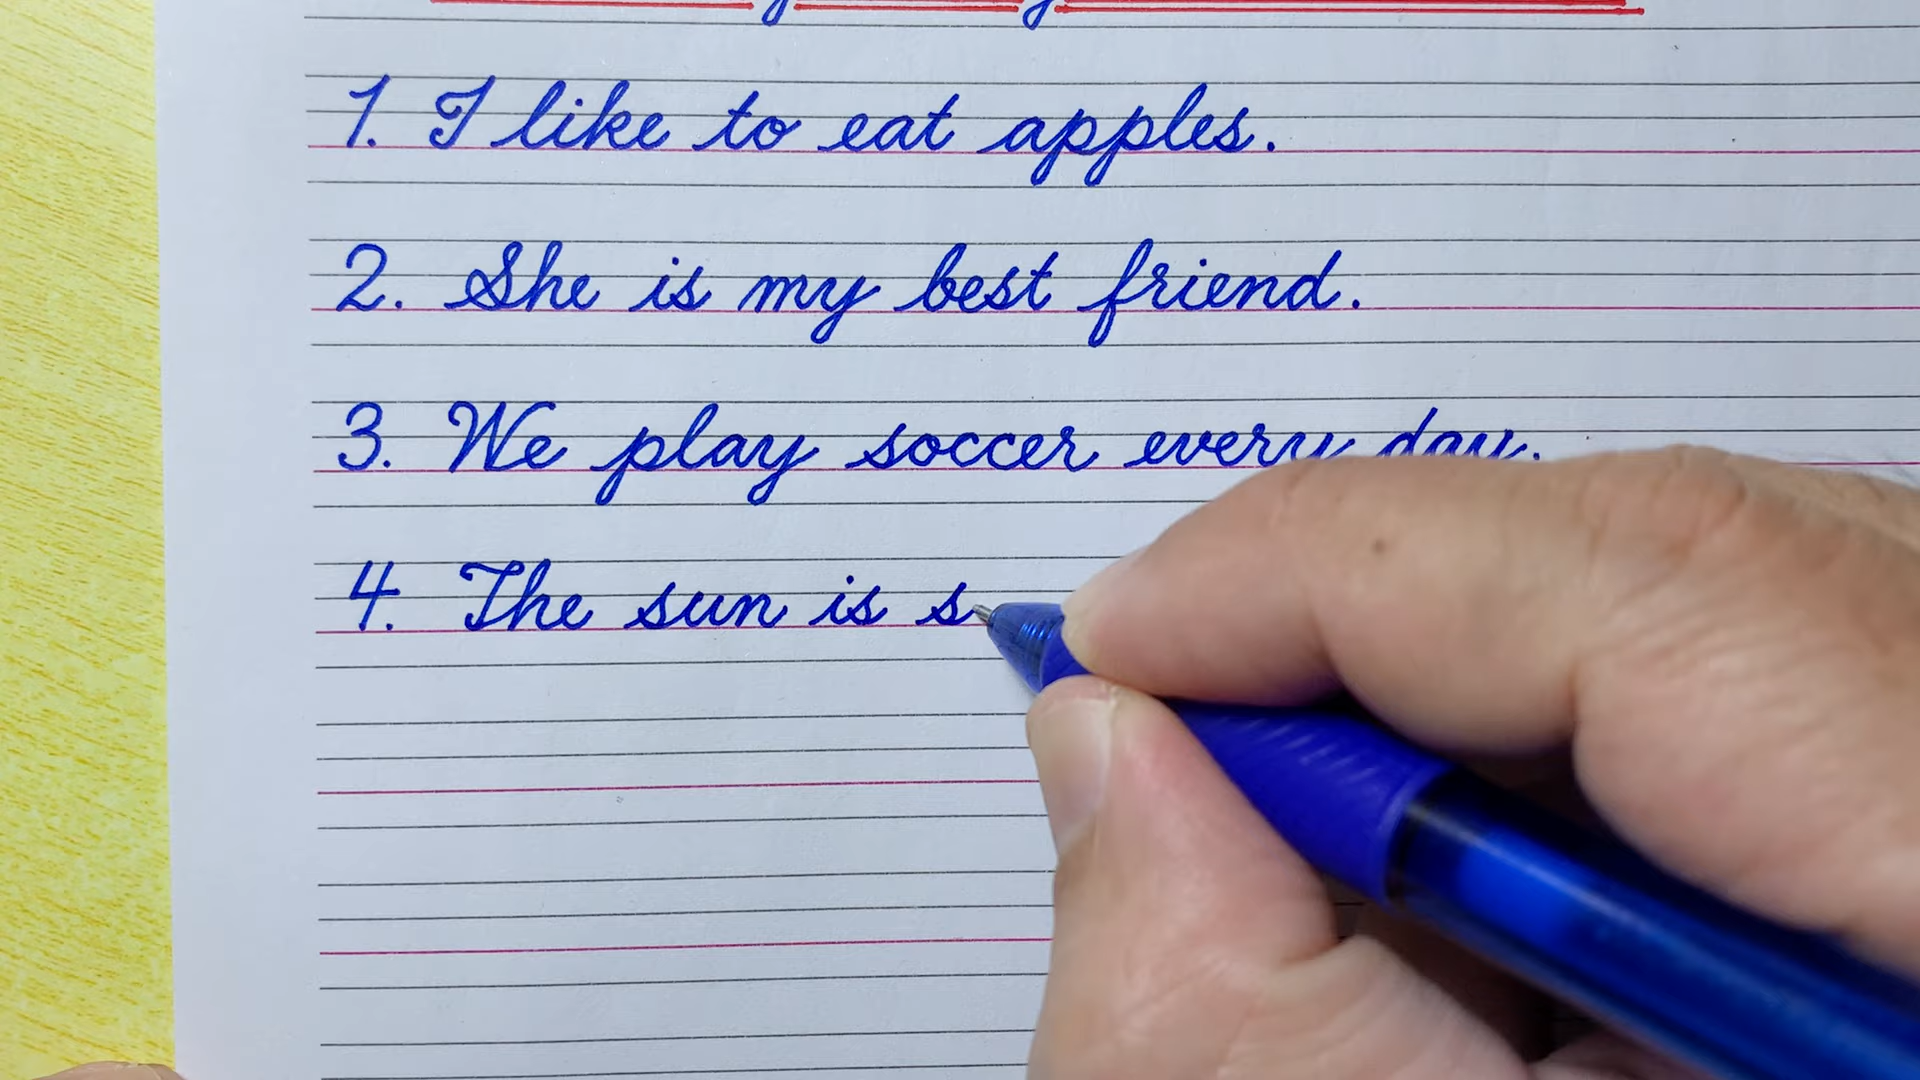 1. I like to eat apples.
2. She is my best friend.
3. We play soccer every day.
4. The sun is s